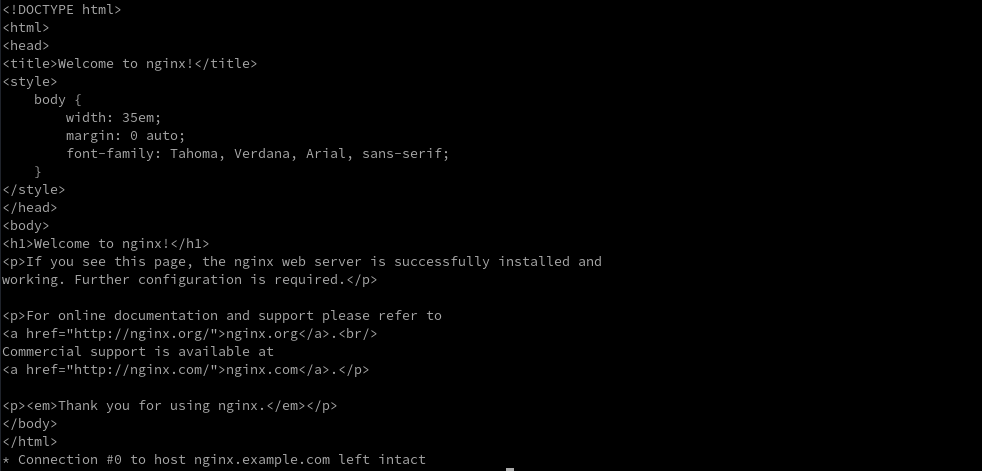 <!DOCTYPE html>
<html>
<head>
<title>Welcome to nginx!</title>
<style>
    body {
        width: 35em;
        margin: 0 auto;
        font-family: Tahoma, Verdana, Arial, sans-serif;
    }
</style>
</head>
<body>
<h1>Welcome to nginx!</h1>
<p>If you see this page, the nginx web server is successfully installed and
working. Further configuration is required.</p>

<p>For online documentation and support please refer to
<a href="http://nginx.org/">nginx.org</a>.<br/>
Commercial support is available at
<a href="http://nginx.com/">nginx.com</a>.</p>

<p><em>Thank you for using nginx.</em></p>
</body>
</html>
* Connection #0 to host nginx.example.com left intact